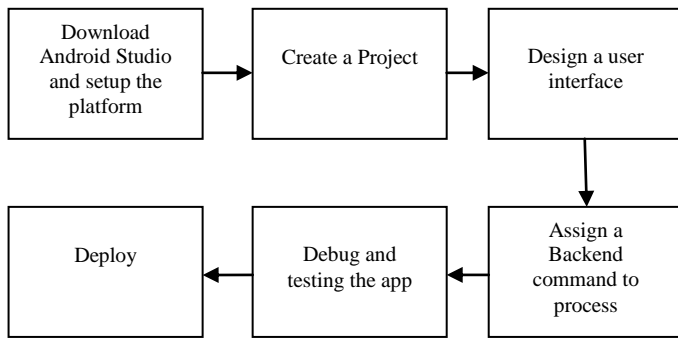 Download
Android Studio
and setup the
platform
Create a Project
Design a user
interface
Assign a
Backend
command to
process
Debug and
testing the app
Deploy